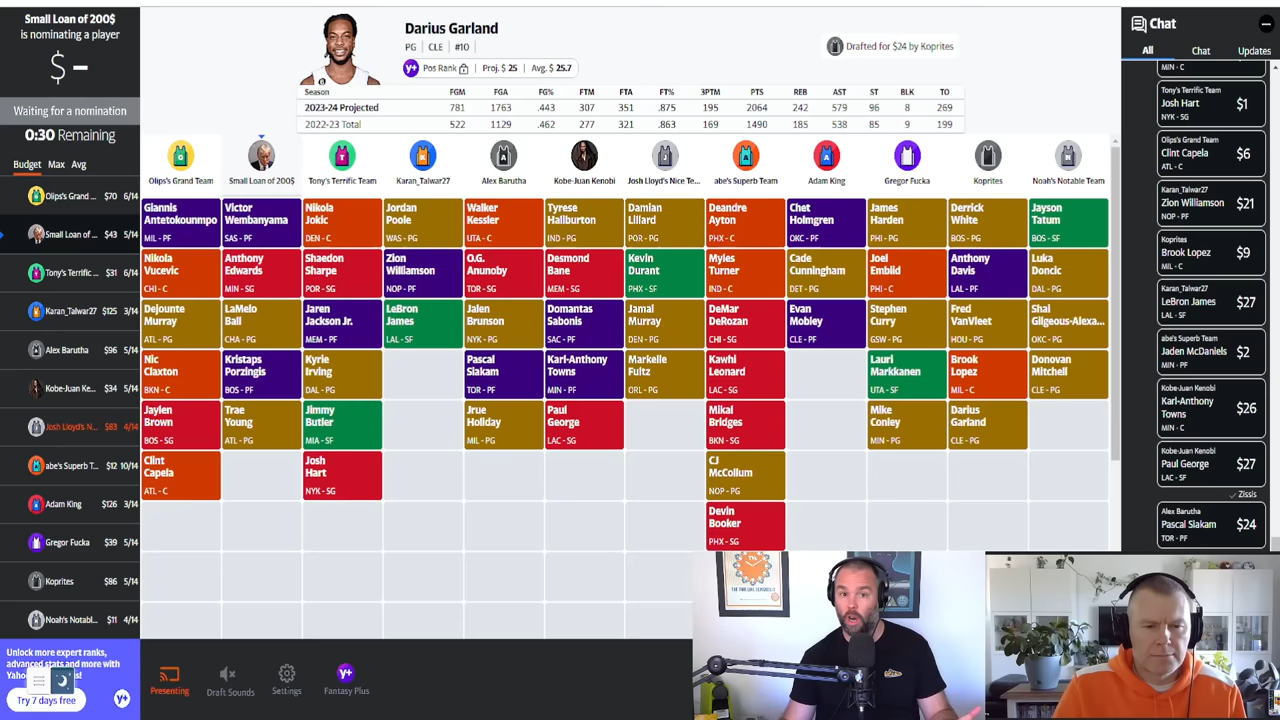 Small Loan of 200$
is nominating a player
$ –
Waiting for a nomination
0:30 Remaining
Budget Max Avg
Olips's Grand ... $70 6/14
Small Loan of ... $43 5/14
Tony's Terrific ... $31 6/14
Karan_Talwar27 $125 3/14
Alex Barutha $96 5/14
Kobe-Juan Ke... $34 5/14
Josh Lloyd's N... $83 4/14
abe's Superb T... $12 10/14
Adam King $126 3/14
Gregor Fucka $39 5/14
Koprites $86 5/14
Noah's Notabl... $11 4/14
Unlock more expert ranks,
advanced stats and more with
Try 7 days free
y+
Darius Garland
PG CLE #10
y+ Pos Rank Proj. $ 25 Avg. $ 25.7
Drafted for $24 by Koprites
Season FGM FGA FG% FTM FTA FT% 3PTM PTS REB AST ST BLK TO
2023-24 Projected 781 1763 .443 307 351 .875 195 2064 242 579 96 8 269
2022-23 Total 522 1129 .462 277 321 .863 169 1490 185 538 85 9 199
Olips's Grand Team Small Loan of 200$ Tony's Terrific Team Karan_Talwar27 Alex Barutha Kobe-Juan Kenobi Josh Lloyd's Nice Te... abe's Superb Team Adam King Gregor Fucka Koprites Noah's Notable Team
Giannis Victor Nikola Jordan Walker Tyrese Damian Deandre Chet James Derrick Jayson
Antetokounmpo Wembanyama Jokic Poole Kessler Haliburton Lillard Ayton Holmgren Harden White Tatum
MIL - PF SAS - PF DEN - C WAS - PG UTA - C IND - PG POR - PG PHX - C OKC - PF PHI - PG BOS - PG BOS - SF
Nikola Anthony Shaedon Zion O.G. Desmond Kevin Myles Cade Joel Anthony Luka
Vucevic Edwards Sharpe Williamson Anunoby Bane Durant Turner Cunningham Embiid Davis Doncic
CHI - C MIN - SG POR - SG NOP - PF TOR - SG MEM - SG PHX - SF IND - C DET - PG PHI - C LAL - PF DAL - PG
Dejounte LaMelo Jaren LeBron Jalen Domantas Jamal DeMar Evan Stephen Fred Shai
Murray Ball Jackson Jr. James Brunson Sabonis Murray DeRozan Mobley Curry VanVleet Gilgeous-Alexa...
ATL - PG CHA - PG MEM - PF LAL - SF NYK - PG SAC - PF DEN - PG CHI - SG CLE - PF GSW - PG HOU - PG OKC - PG
Nic Kristaps Kyrie Pascal Karl-Anthony Markelle Kawhi Lauri Brook Donovan
Claxton Porzingis Irving Siakam Towns Fultz Leonard Markkanen Lopez Mitchell
BKN - C BOS - PF DAL - PG TOR - PF MIN - PF ORL - PG LAC - SG UTA - SF MIL - C CLE - PG
Jaylen Trae Jimmy Jrue Paul Mikal Mike Darius
Brown Young Butler Holiday George Bridges Conley Garland
BOS - SG ATL - PG MIA - SF MIL - PG LAC - SG BKN - SG MIN - PG CLE - PG
Clint Josh CJ
Capela Hart McCollum
ATL - C NYK - SG NOP - PG
Devin
Booker
PHX - SG
Presenting Draft Sounds Settings Fantasy Plus
y+
Chat
All Chat Updates
MIN - C
Tony's Terrific Team
Josh Hart $1
NYK - SG
Olips's Grand Team
Clint Capela $6
ATL - C
Karan_Talwar27
Zion Williamson $21
NOP - PF
Koprites
Brook Lopez $9
MIL - C
Karan_Talwar27
LeBron James $27
LAL - SF
abe's Superb Team
Jaden McDaniels $2
MIN - PF
Kobe-Juan Kenobi
Karl-Anthony
Towns $26
MIN - C
Kobe-Juan Kenobi
Paul George $27
LAC - SF
Zissis
Alex Barutha
Pascal Siakam $24
TOR - PF